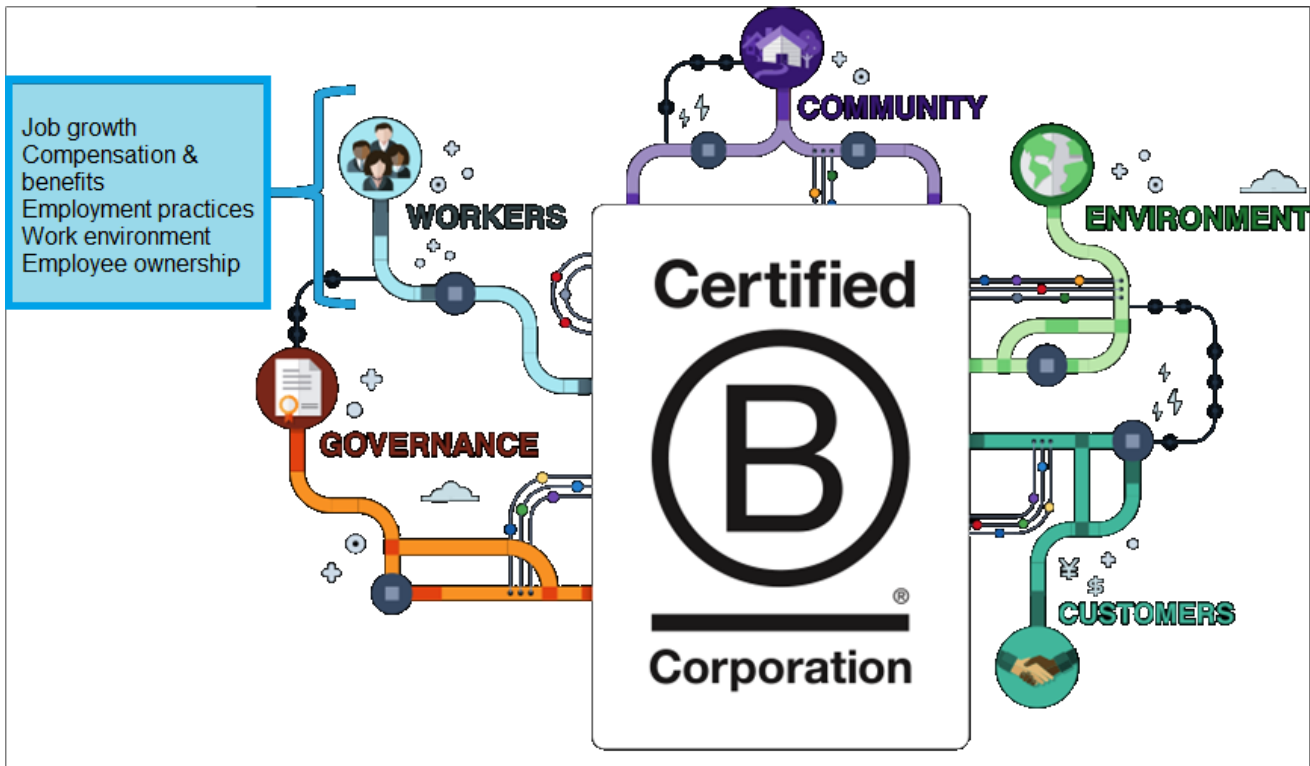 Job growth
Compensation &
benefits
Employment practices
Work environment
Employee ownership
COMMUNITY
WORKERS
ENVIRONMENT
GOVERNANCE
Certified
B
®
Corporation
¥
$
CUSTOMERS